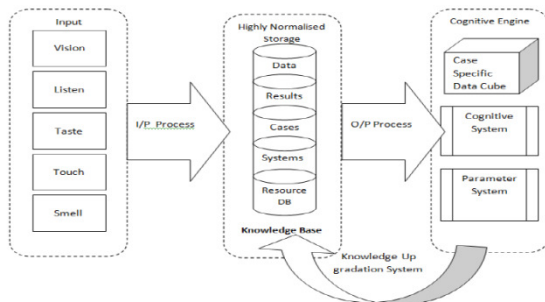 Input
Vision
Listen
Taste
Touch
Smell
I/P Process
Highly Normalised
Storage
Data
Results
Cases
Systems
Resource
DB
Knowledge Base
O/P Process
Cognitive Engine
Case
Specific
Data Cube
Cognitive
System
Parameter
System
Knowledge Up
gradation System